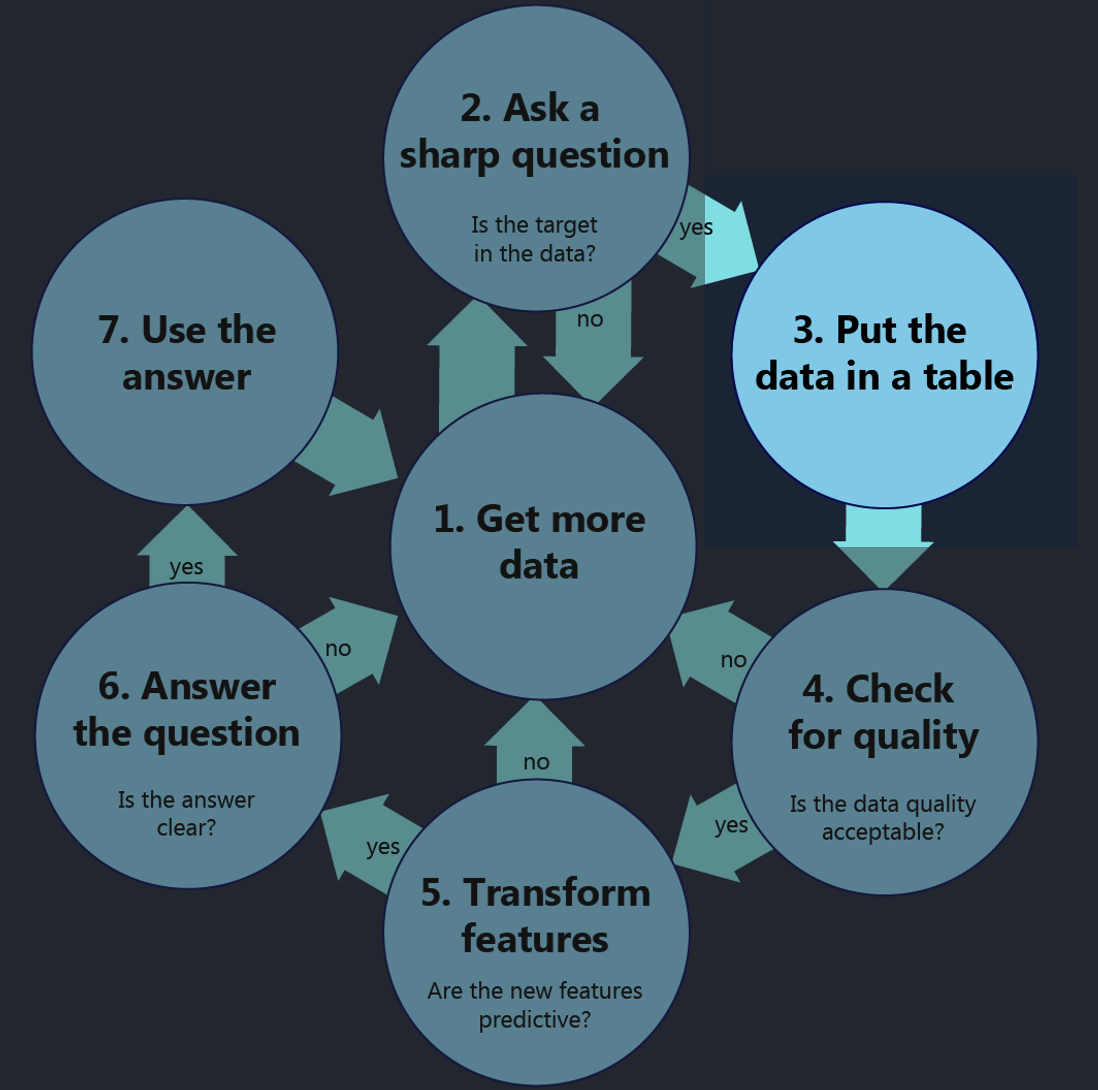 2. Ask a
sharp question
Is the target
in the data?
yes
no
3. Put the
data in a table
7. Use the
answer
1. Get more
data
yes
no
no
4. Check
for quality
Is the data quality
acceptable?
6. Answer
the question
Is the answer
clear?
no
yes
yes
5. Transform
features
Are the new features
predictive?